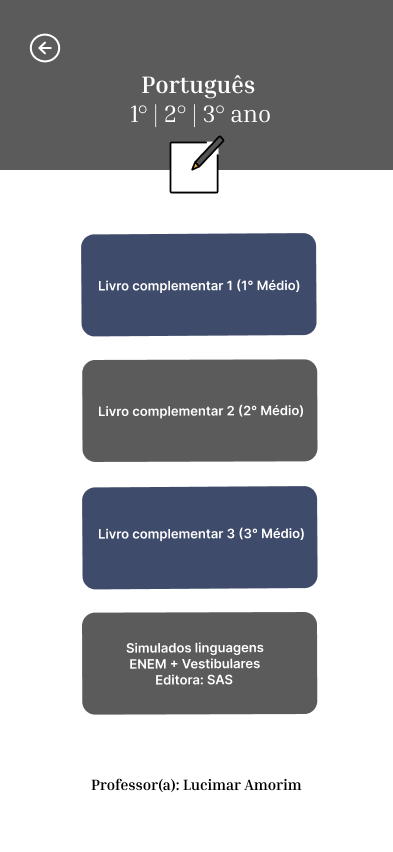 Português
1° | 2° | 3° ano
Livro complementar 1 (1° Médio)
Livro complementar 2 (2° Médio)
Livro complementar 3 (3° Médio)
Simulados linguagens
ENEM + Vestibulares
Editora: SAS
Professor(a): Lucimar Amorim